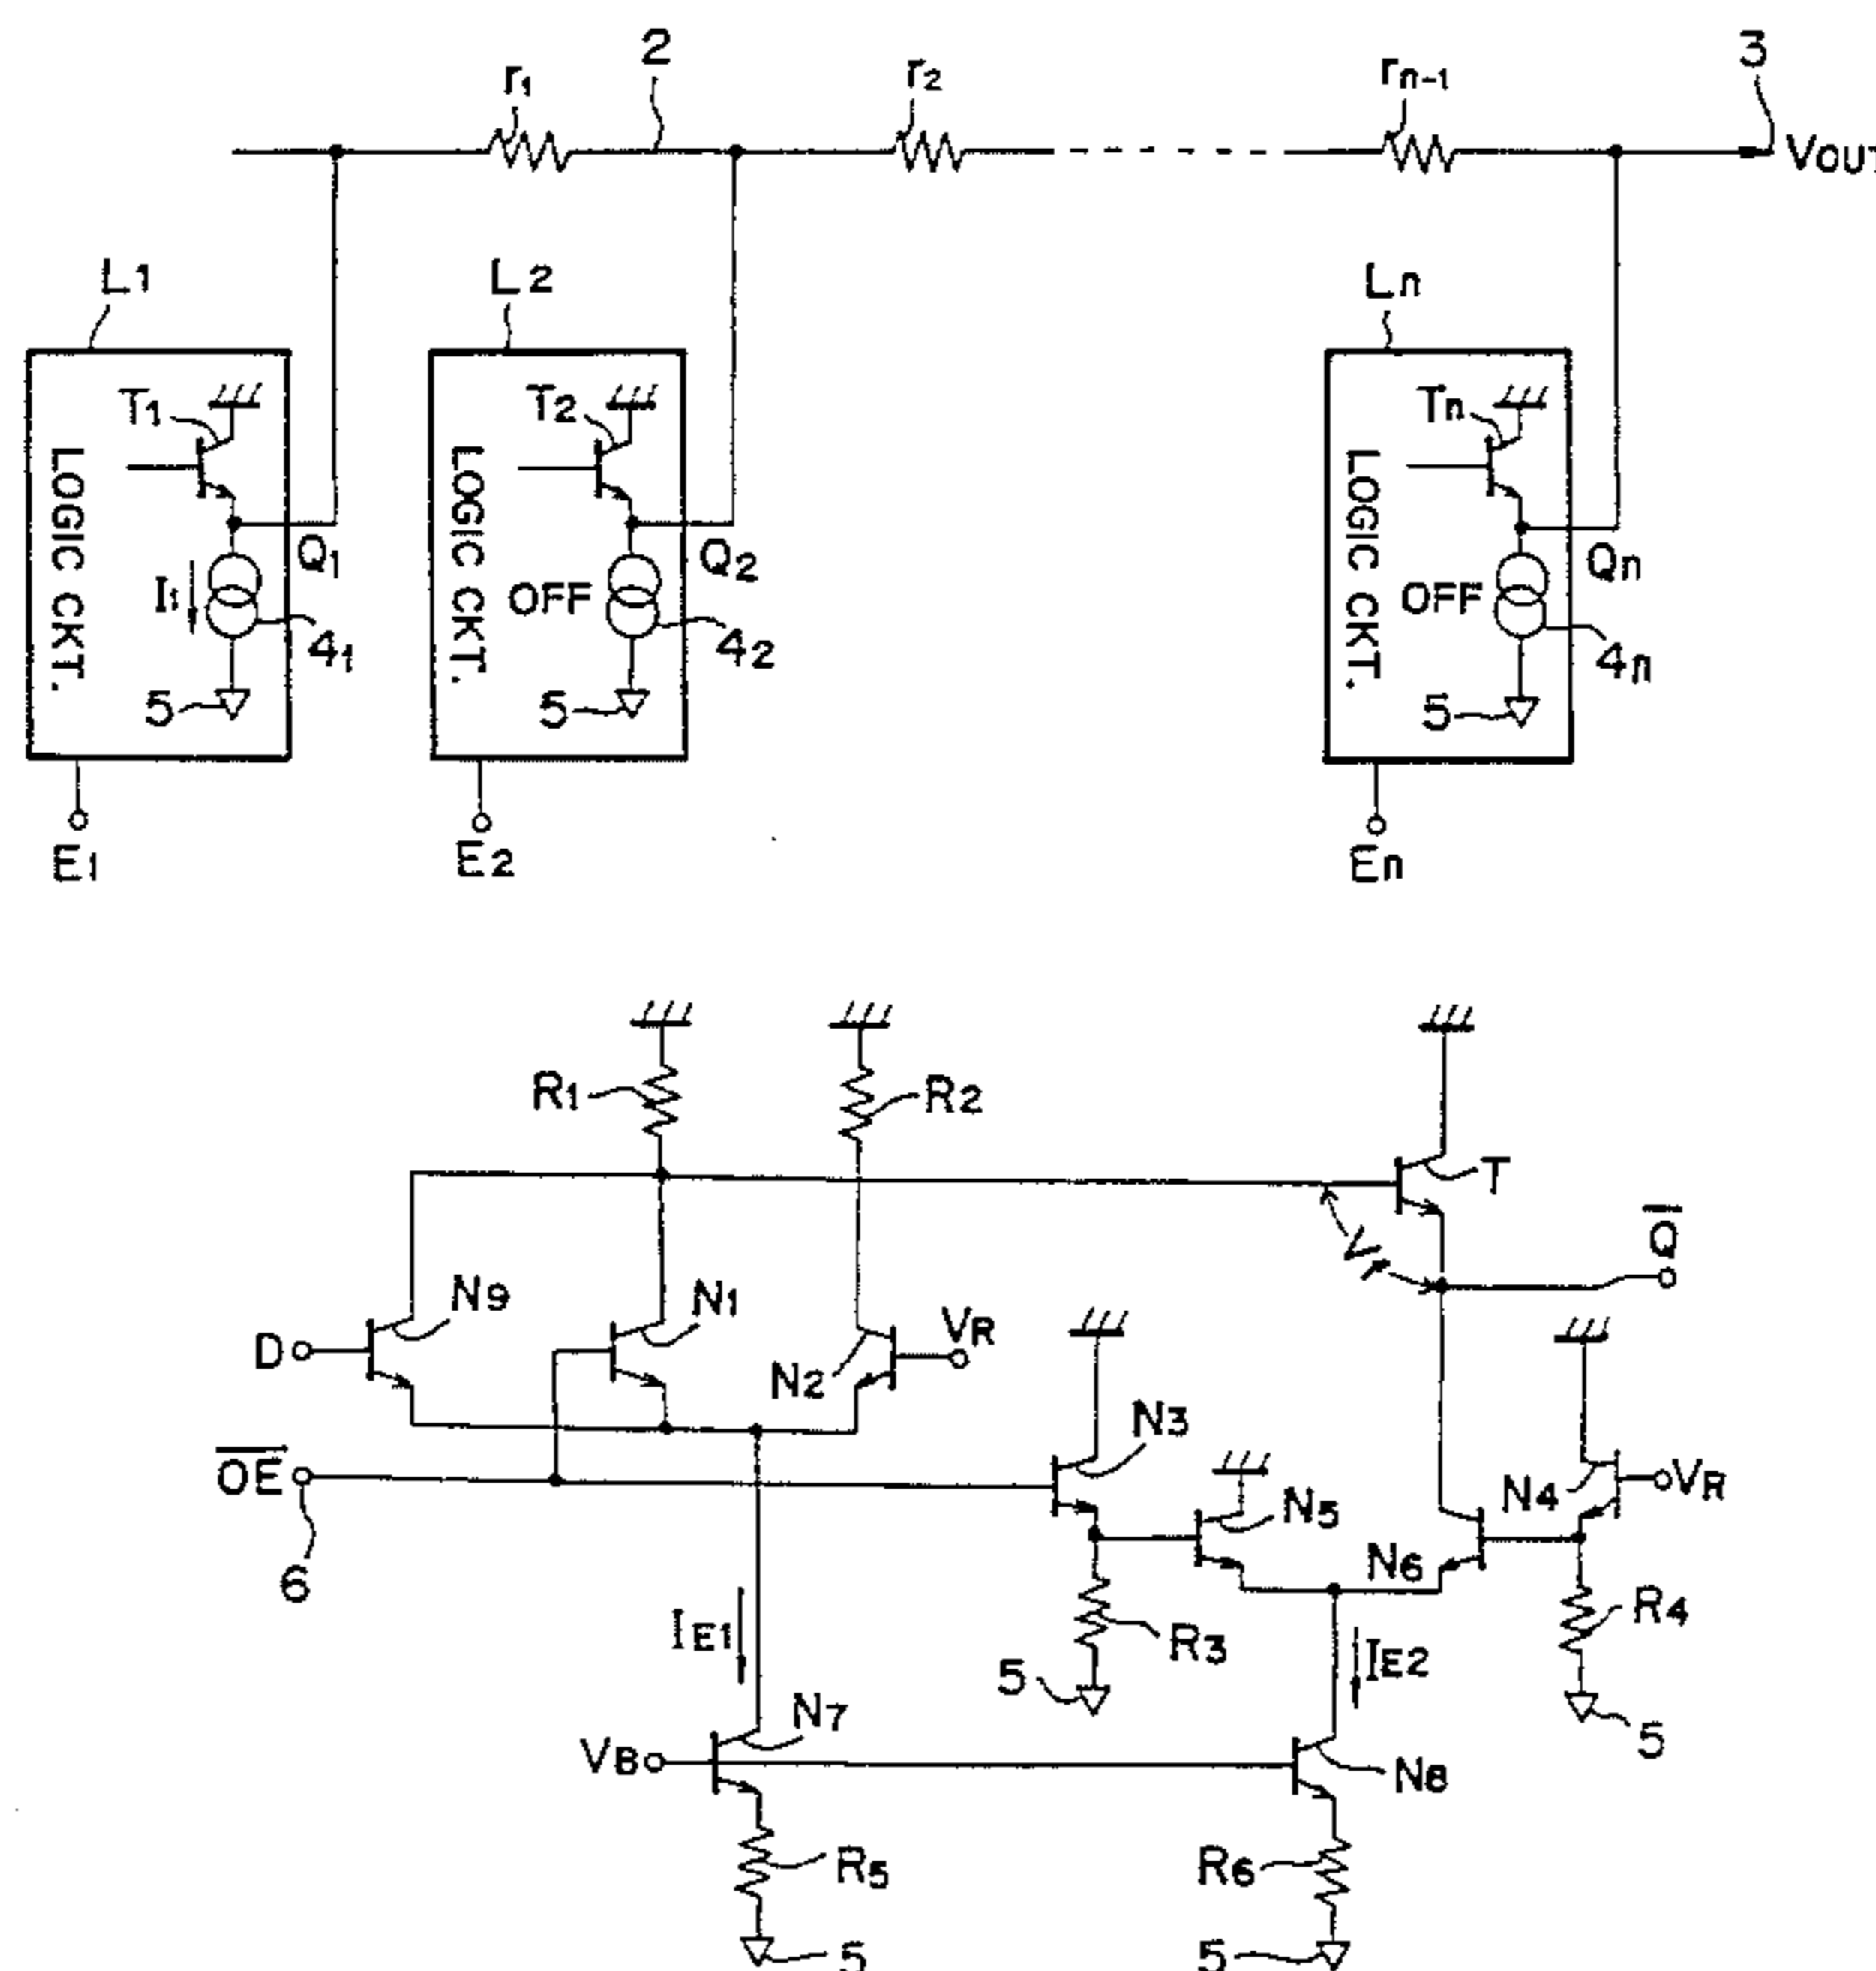 r1 2 r2 rn-1 3
VOUT
L1 L2 Ln
T1 T2 Tn
LOGIC CKT. LOGIC CKT. LOGIC CKT.
Q1 Q2 Qn
I1 OFF OFF
41 42 4n
5 5 5
E1 E2 En
R1 R2
T
Vf
Q̅
N9 N1 VR
D N2
N3
O̅E̅ N5 N4 VR
6 N6
IE1 R3 IE2 R4
5
N7 5
VB N8
R5 R6
5 5